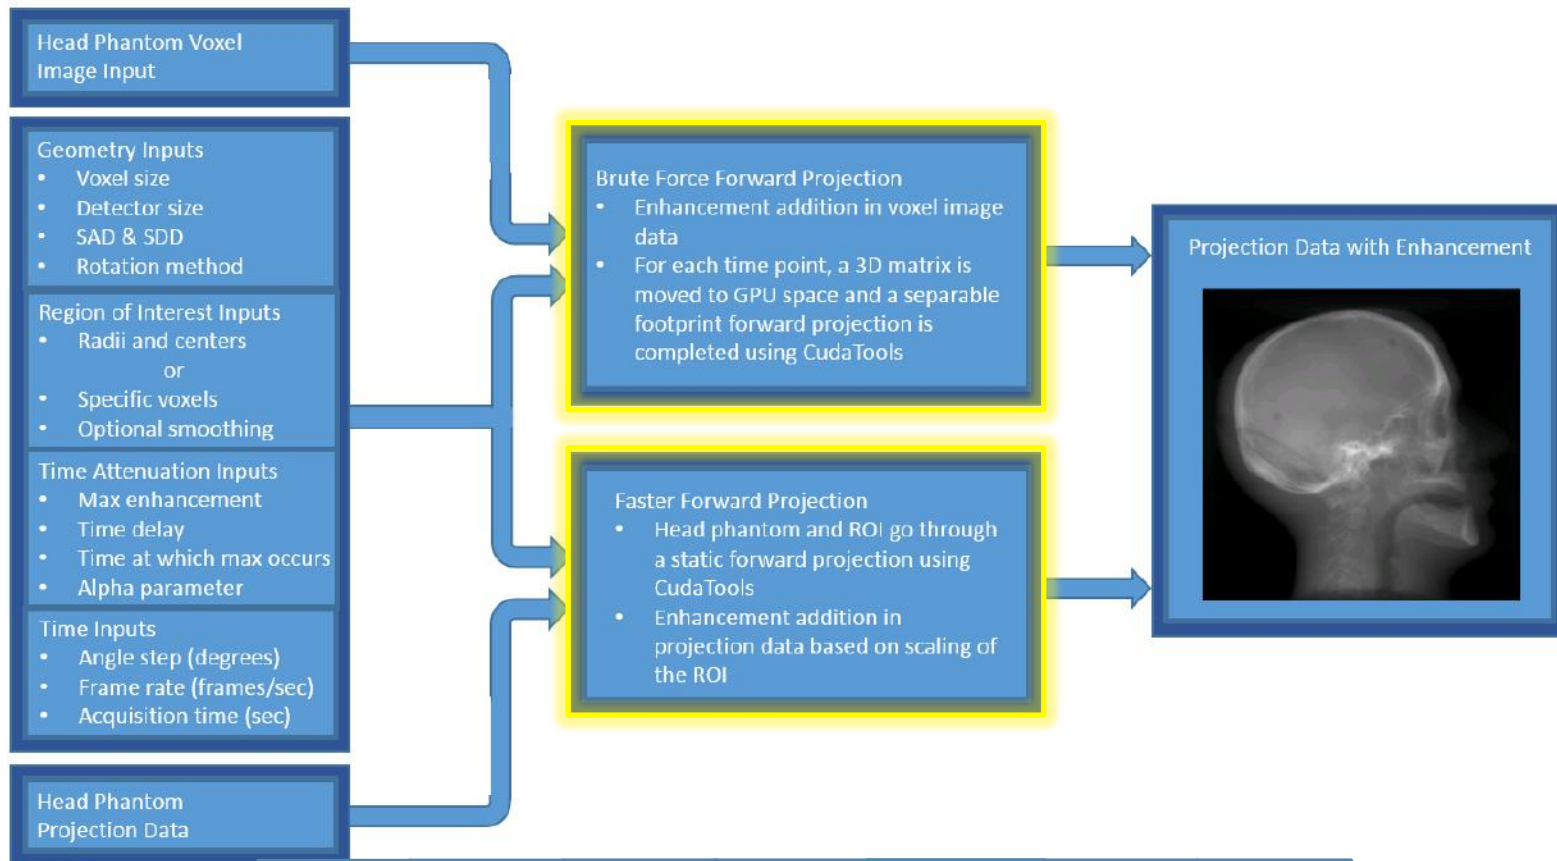 Head Phantom Voxel
Image Input
Geometry Inputs
• Voxel size
• Detector size
• SAD & SDD
• Rotation method
Region of Interest Inputs
• Radii and centers
or
• Specific voxels
• Optional smoothing
Time Attenuation Inputs
• Max enhancement
• Time delay
• Time at which max occurs
• Alpha parameter
Time Inputs
• Angle step (degrees)
• Frame rate (frames/sec)
• Acquisition time (sec)
Head Phantom
Projection Data
Brute Force Forward Projection
• Enhancement addition in voxel image
data
• For each time point, a 3D matrix is
moved to GPU space and a separable
footprint forward projection is
completed using CudaTools
Faster Forward Projection
• Head phantom and ROI go through
a static forward projection using
CudaTools
• Enhancement addition in
projection data based on scaling of
the ROI
Projection Data with Enhancement